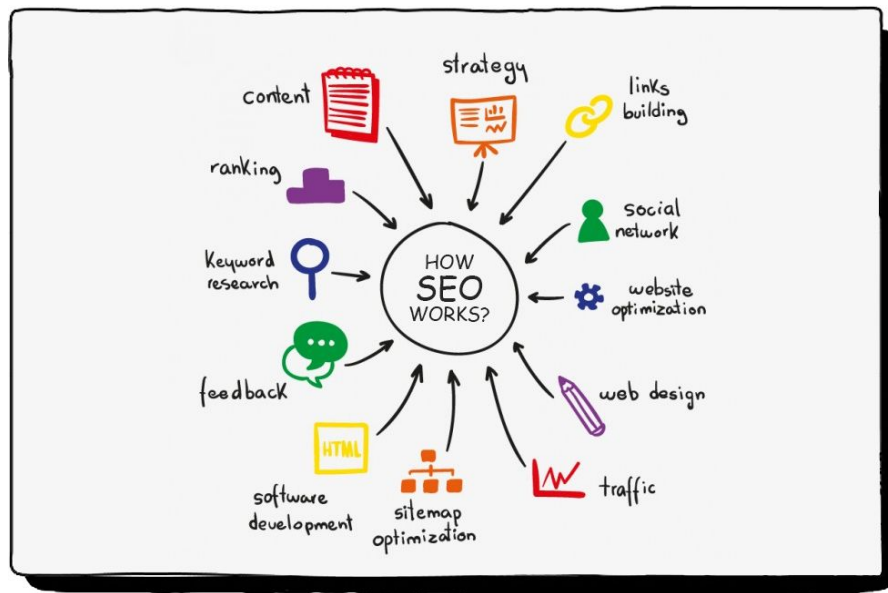 strategy
content
links
building
ranking
social
network
Keyword
research
HOW
SEO
WORKS?
website
optimization
feedback
web design
HTML
software
development
sitemap
optimization
traffic